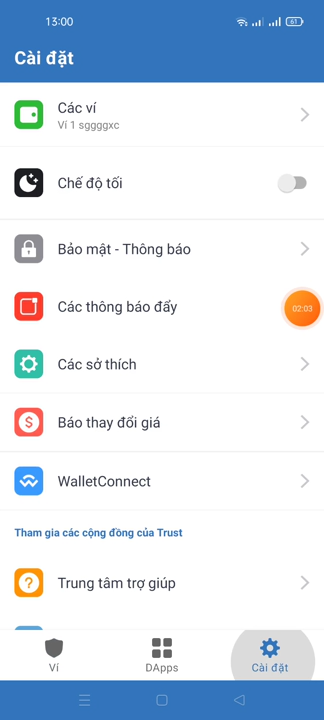 13:00
61
Cài đặt
Các ví
Ví 1 sggggxc
Chế độ tối
Bảo mật - Thông báo
Các thông báo đẩy
02:03
Các sở thích
Báo thay đổi giá
WalletConnect
Tham gia các cộng đồng của Trust
Trung tâm trợ giúp
Ví
DApps
Cài đặt